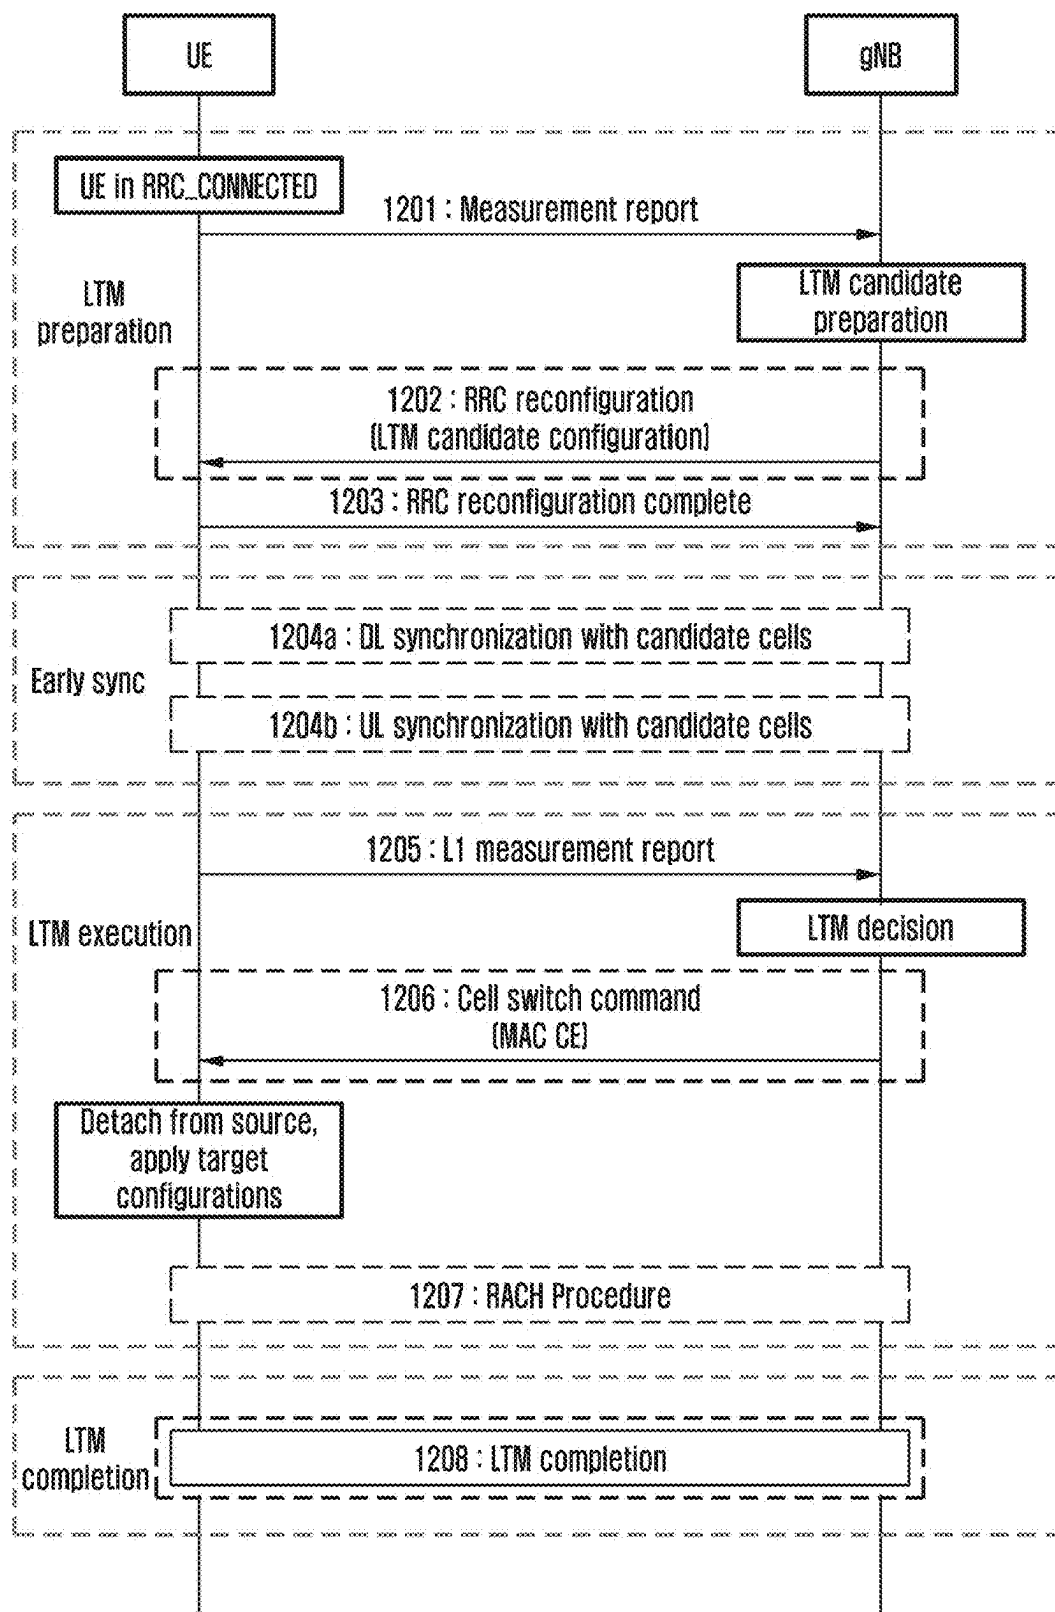 UE
gNB
UE in RRC_CONNECTED
1201 : Measurement report
LTM
preparation
LTM candidate
preparation
1202 : RRC reconfiguration
(LTM candidate configuration)
1203 : RRC reconfiguration complete
1204a : DL synchronization with candidate cells
Early sync
1204b : UL synchronization with candidate cells
1205 : L1 measurement report
LTM execution
LTM decision
1206 : Cell switch command
(MAC CE)
Detach from source,
apply target
configurations
1207 : RACH Procedure
LTM
completion
1208 : LTM completion